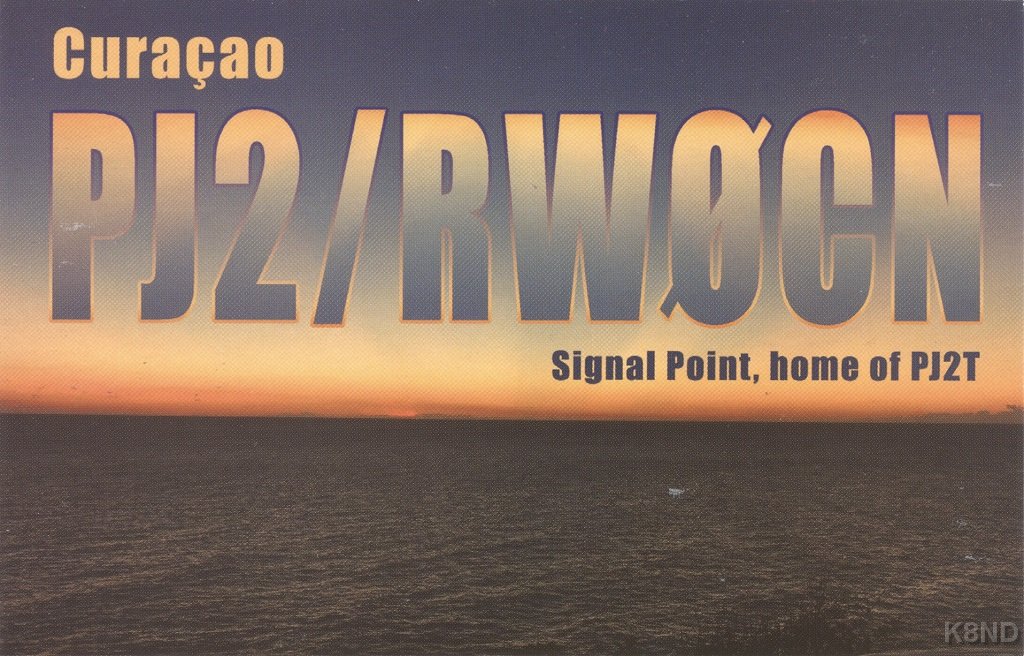 Curaçao
PJ2/RWØCN
Signal Point, home of PJ2T
K8ND